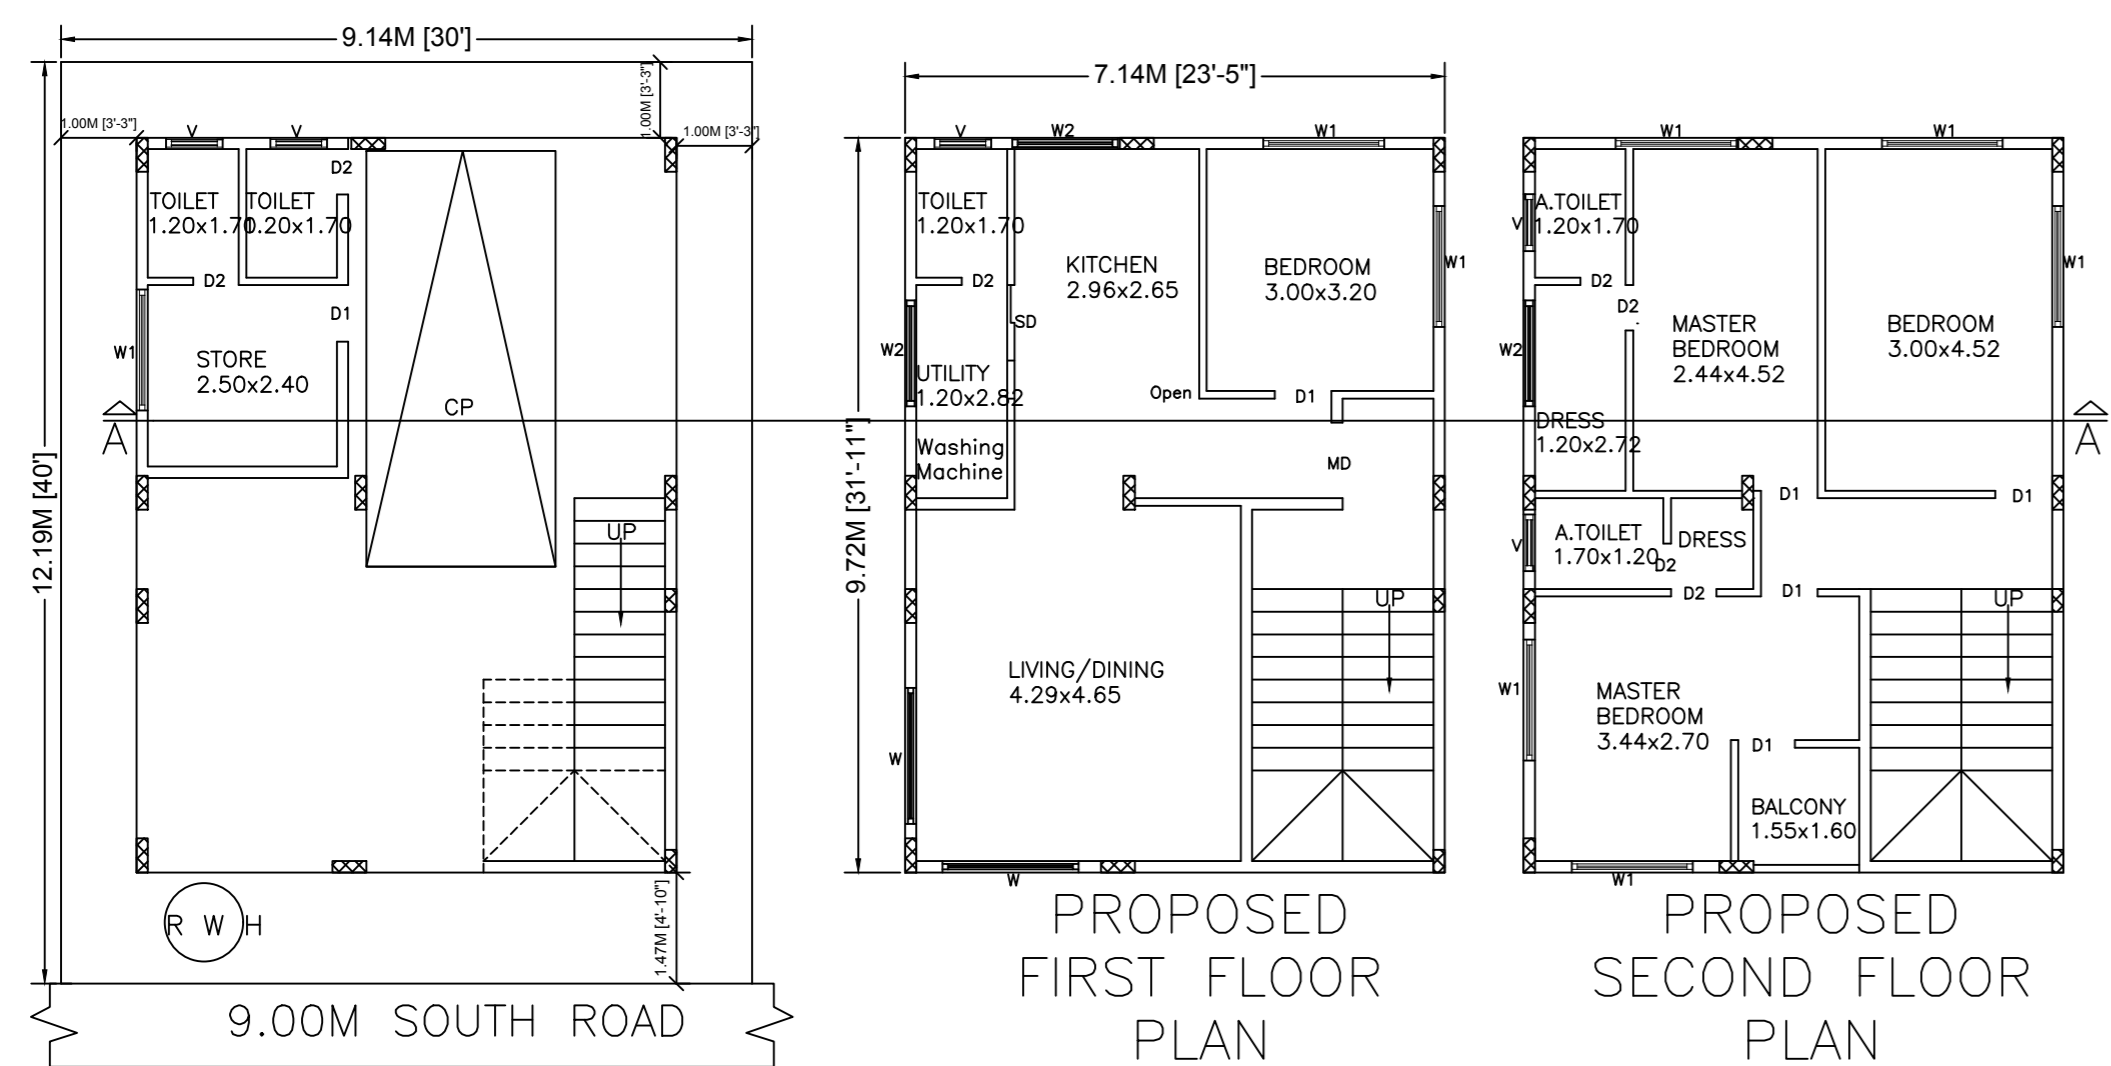 9.14M [30']
12.19M [40']
1.00M [3'-3"]
1.00M [3'-3"]
1.00M [3'-3"]
V
V
D2
TOILET
1.20x1.70
TOILET
1.20x1.70
D2
D1
W1
STORE
2.50x2.40
CP
A
UP
R W H
1.47M [4'-10"]
9.00M SOUTH ROAD
7.14M [23'-5"]
9.72M [31'-11"]
V
W2
W1
TOILET
1.20x1.70
D2
KITCHEN
2.96x2.65
BEDROOM
3.00x3.20
W1
SD
W2
UTILITY
1.20x2.82
Open
D1
Washing
Machine
MD
UP
LIVING/DINING
4.29x4.65
W
W
PROPOSED
FIRST FLOOR
PLAN
W1
W1
A.TOILET
1.20x1.70
V
D2
D2
W1
MASTER
BEDROOM
2.44x4.52
BEDROOM
3.00x4.52
W2
DRESS
1.20x2.72
A
D1
D1
A.TOILET
1.70x1.20
V
DRESS
D2
D2
D1
UP
W1
MASTER
BEDROOM
3.44x2.70
D1
BALCONY
1.55x1.60
W1
PROPOSED
SECOND FLOOR
PLAN